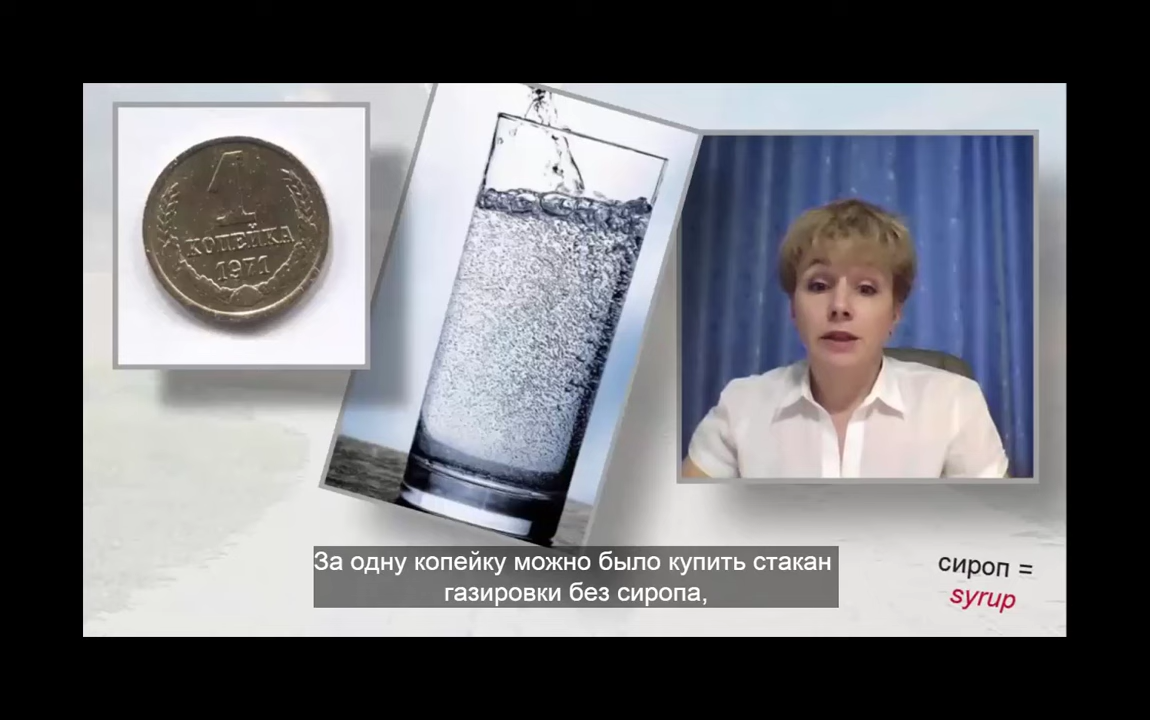 1
КОПЕЙКА
1971
За одну копейку можно было купить стакан
газировки без сиропа,
сироп =
syrup